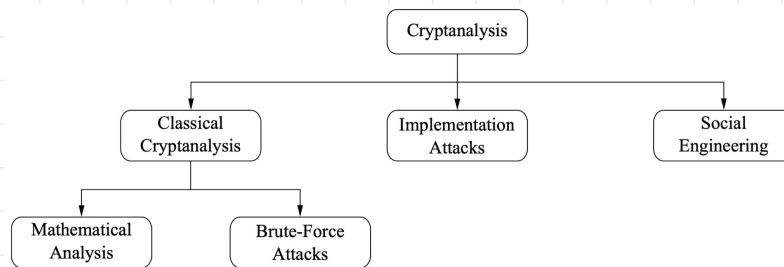 Cryptanalysis
Classical
Cryptanalysis
Implementation
Attacks
Social
Engineering
Mathematical
Analysis
Brute-Force
Attacks